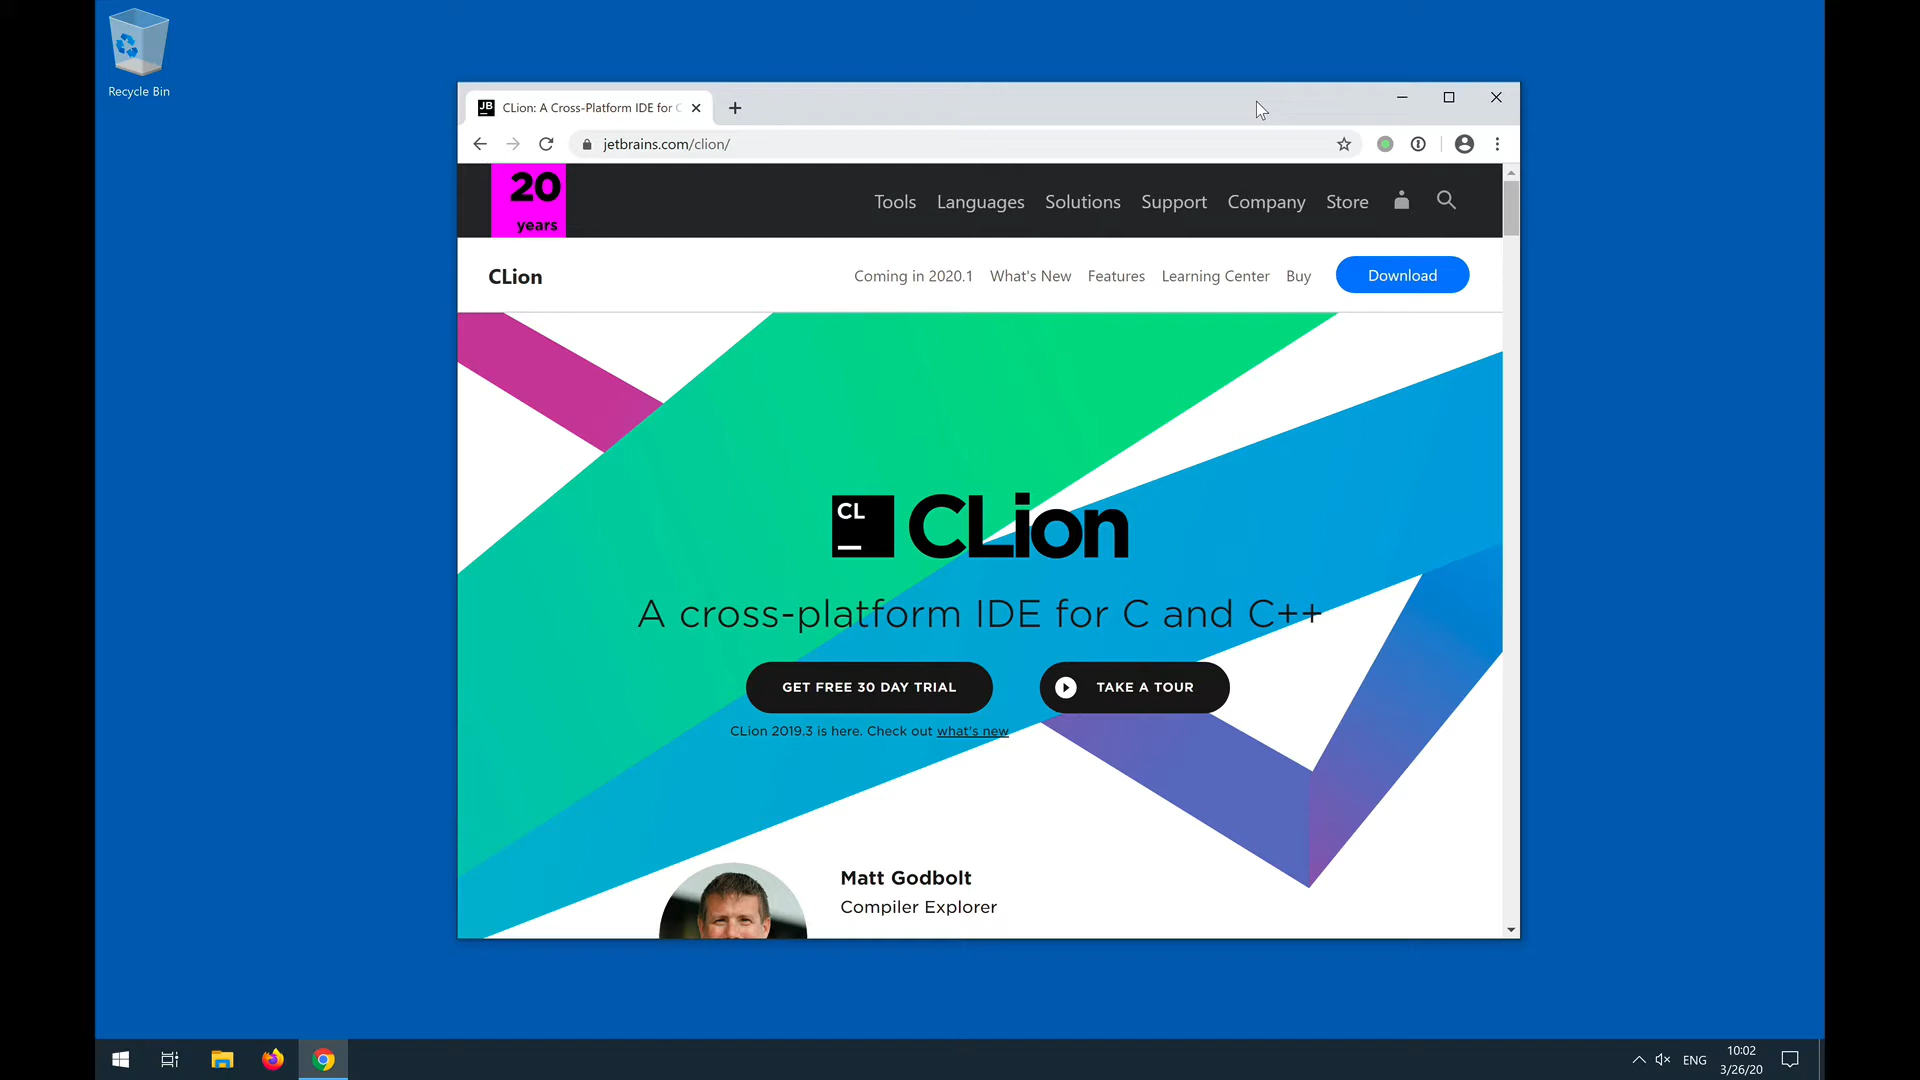 Recycle Bin
JB
CLion: A Cross-Platform IDE for C
jetbrains.com/clion/
20
years
Tools Languages Solutions Support Company Store
CLion
Coming in 2020.1 What's New Features Learning Center Buy Download
CL
CLion
A cross-platform IDE for C and C++
GET FREE 30 DAY TRIAL TAKE A TOUR
CLion 2019.3 is here. Check out what's new
Matt Godbolt
Compiler Explorer
ENG
10:02
3/26/20